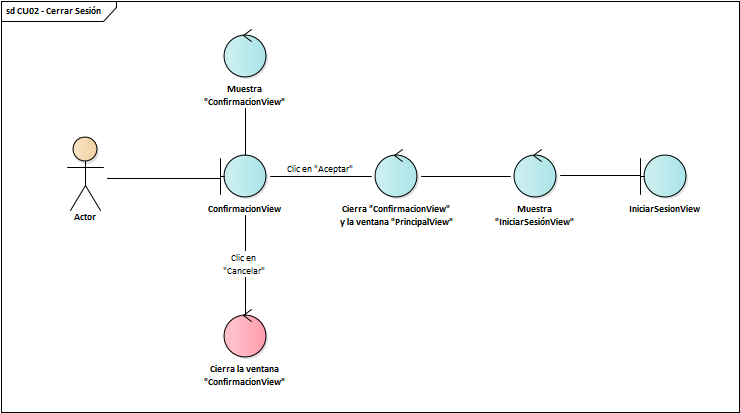 sd CU02 - Cerrar Sesión
Muestra
"ConfirmacionView"
Actor
ConfirmacionView
Clic en "Aceptar"
Cierra "ConfirmacionView"
y la ventana "PrincipalView"
Muestra
"IniciarSesiónView"
IniciarSesionView
Clic en
"Cancelar"
Cierra la ventana
"ConfirmacionView"